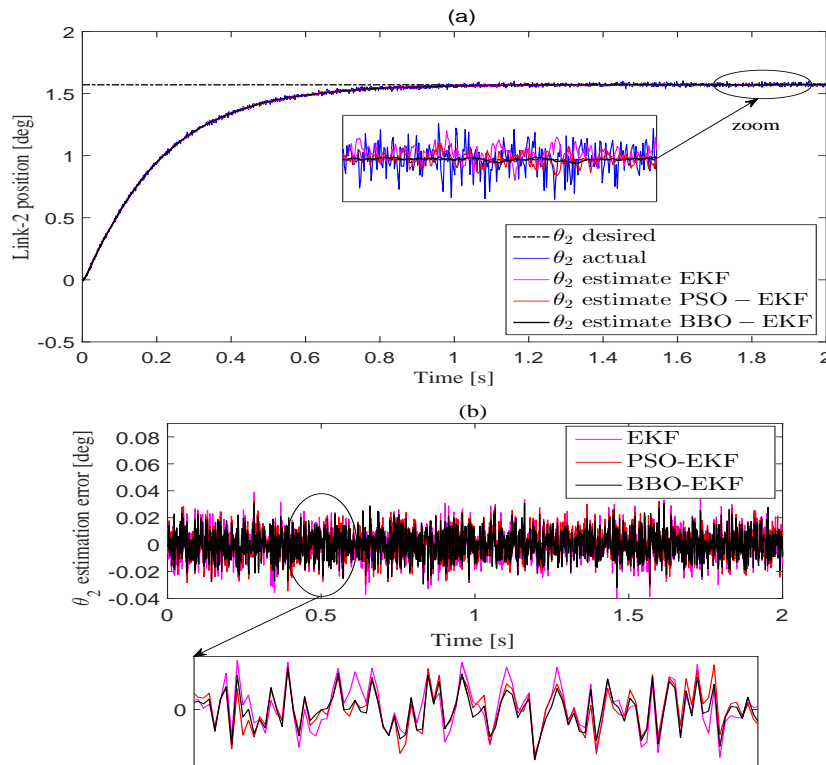 (a)
2
1.5
1
0.5
0
-0.5
Link-2 position [deg]
zoom
θ2 desired
θ2 actual
θ2 estimate EKF
θ2 estimate PSO − EKF
θ2 estimate BBO − EKF
0 0.2 0.4 0.6 0.8 1 1.2 1.4 1.6 1.8 2
Time [s]
(b)
0.08
0.06
0.04
0.02
0
-0.02
-0.04
θ2 estimation error [deg]
EKF
PSO-EKF
BBO-EKF
0 0.5 1 1.5 2
Time [s]
0